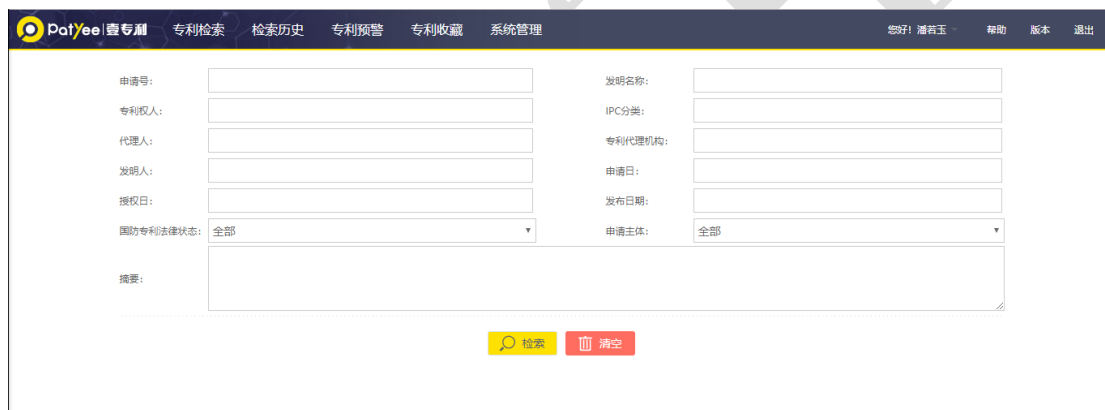 PatYee 壹专利 专利检索 检索历史 专利预警 专利收藏 系统管理 您好！潘若玉 帮助 版本 退出
申请号： 发明名称：
专利权人： IPC分类：
代理人： 专利代理机构：
发明人： 申请日：
授权日： 发布日期：
国防专利法律状态： 全部 申请主体： 全部
摘要：
检索 清空